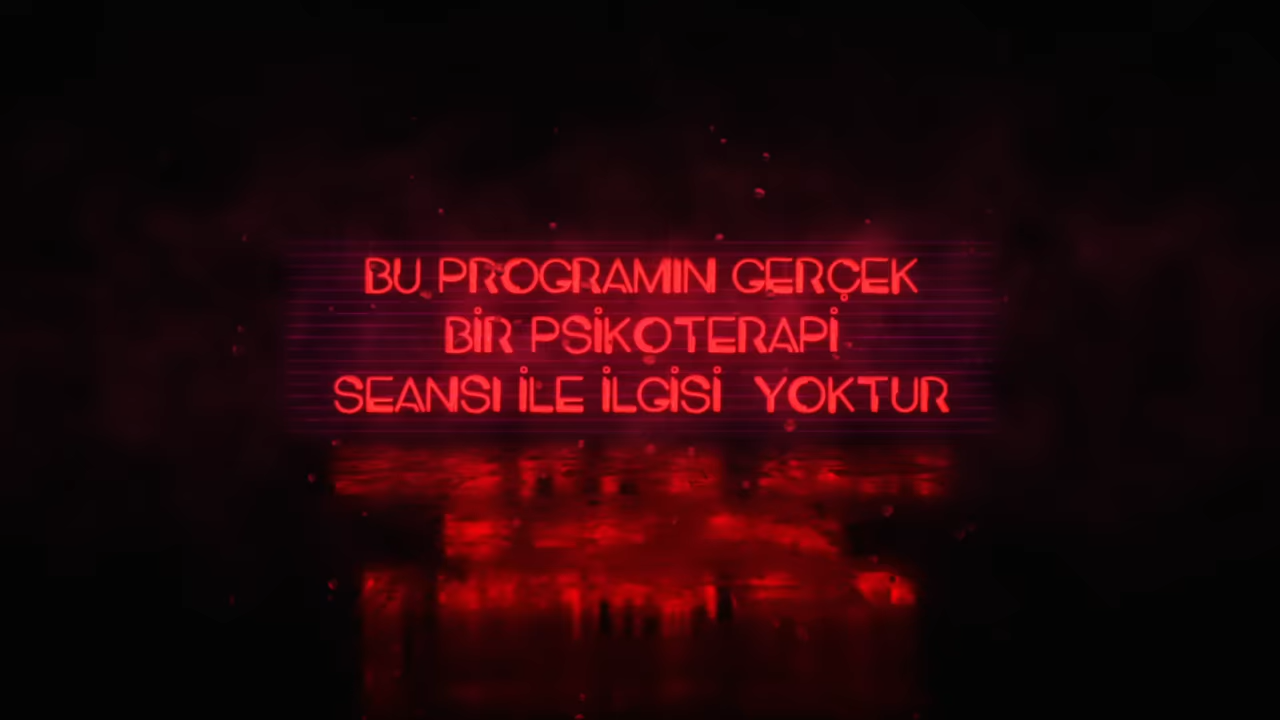 BU PROGRAMIN GERÇEK
BİR PSİKOTERAPİ
SEANSI İLE İLGİSİ YOKTUR